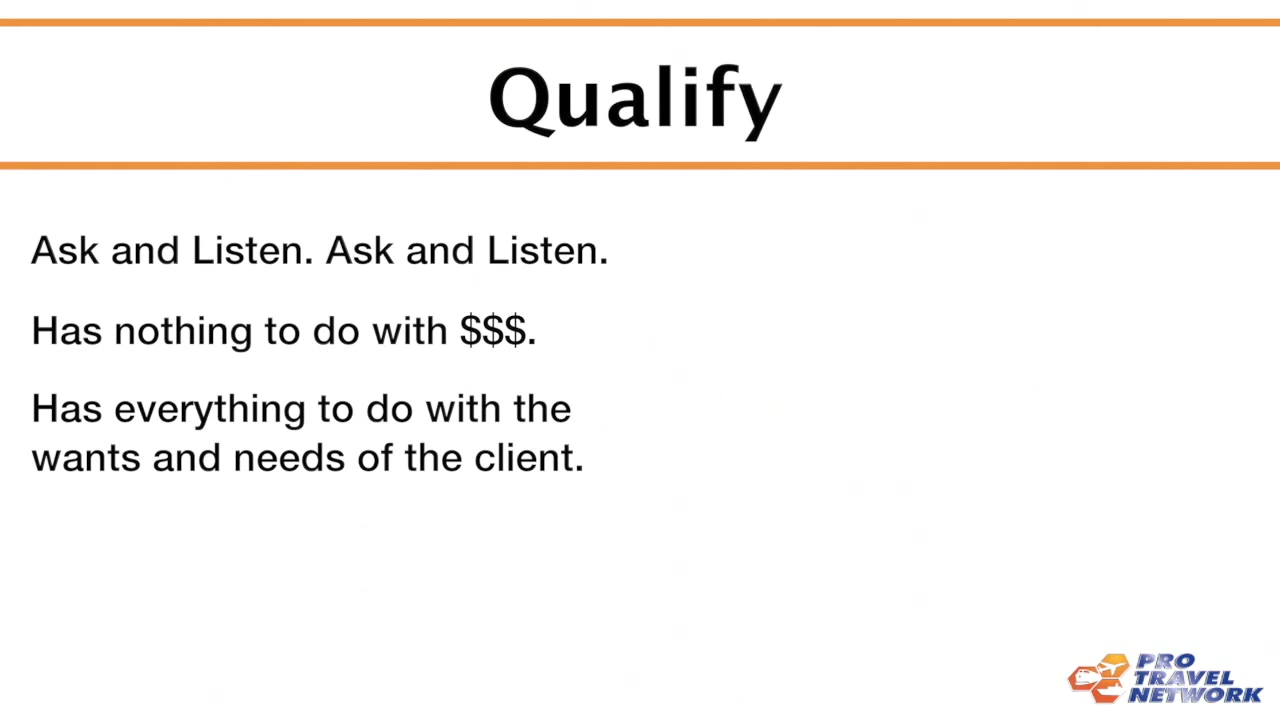 Qualify
Ask and Listen. Ask and Listen.
Has nothing to do with $$$.
Has everything to do with the
wants and needs of the client.
PRO
TRAVEL
NETWORK